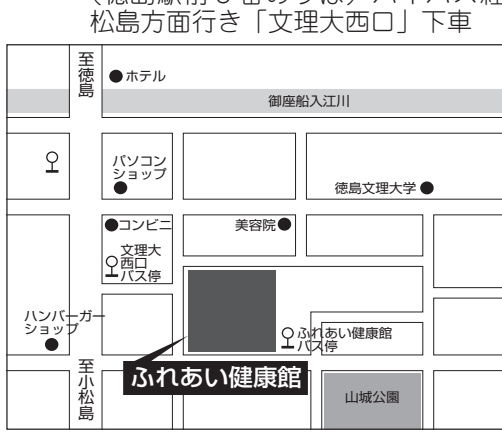 松島方面行き「文理大西口」下車
至徳島
ホテル
御座船入江川
パソコン
ショップ
徳島文理大学
コンビニ
美容院
文理大
西口
バス停
ハンバーガー
ショップ
ふれあい健康館
バス停
ふれあい健康館
至小松島
山城公園